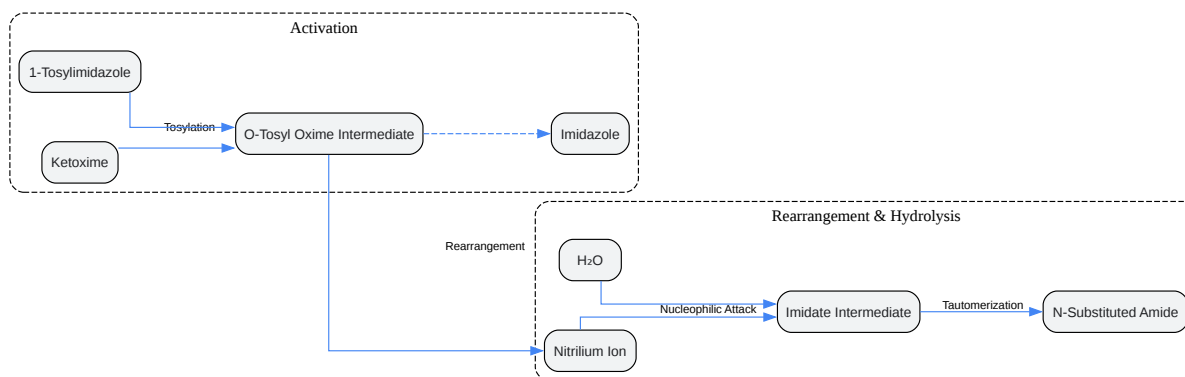 Activation
1-Tosylimidazole
Tosylation
O-Tosyl Oxime Intermediate
Imidazole
Ketoxime
Rearrangement & Hydrolysis
Rearrangement
H₂O
Nucleophilic Attack
Imidate Intermediate
Tautomerization
N-Substituted Amide
Nitrilium Ion